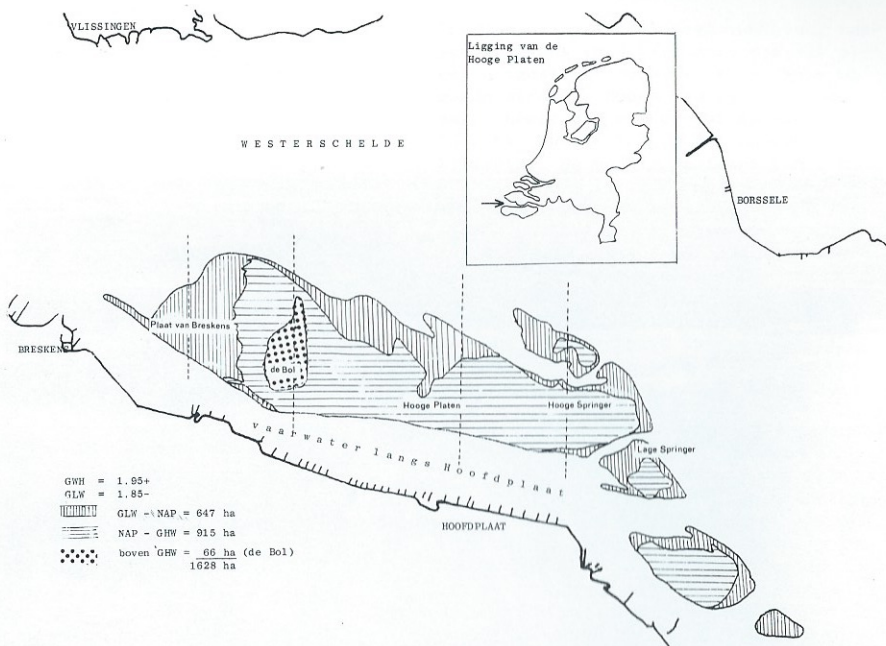 VLISSINGEN
Ligging van de
Hooge Platen
WESTERSCHELDE
BORSSELE
Plaat van Breskens
BRESKENS
de Bol
Hooge Platen
Hooge Springer
vaarwater langs Hoofdplaat
Lage Springer
HOOFDPLAAT
GWH = 1.95+
GLW = 1.85-
GLW - NAP = 647 ha
NAP - GHW = 915 ha
boven GHW = 66 ha (de Bol)
1628 ha